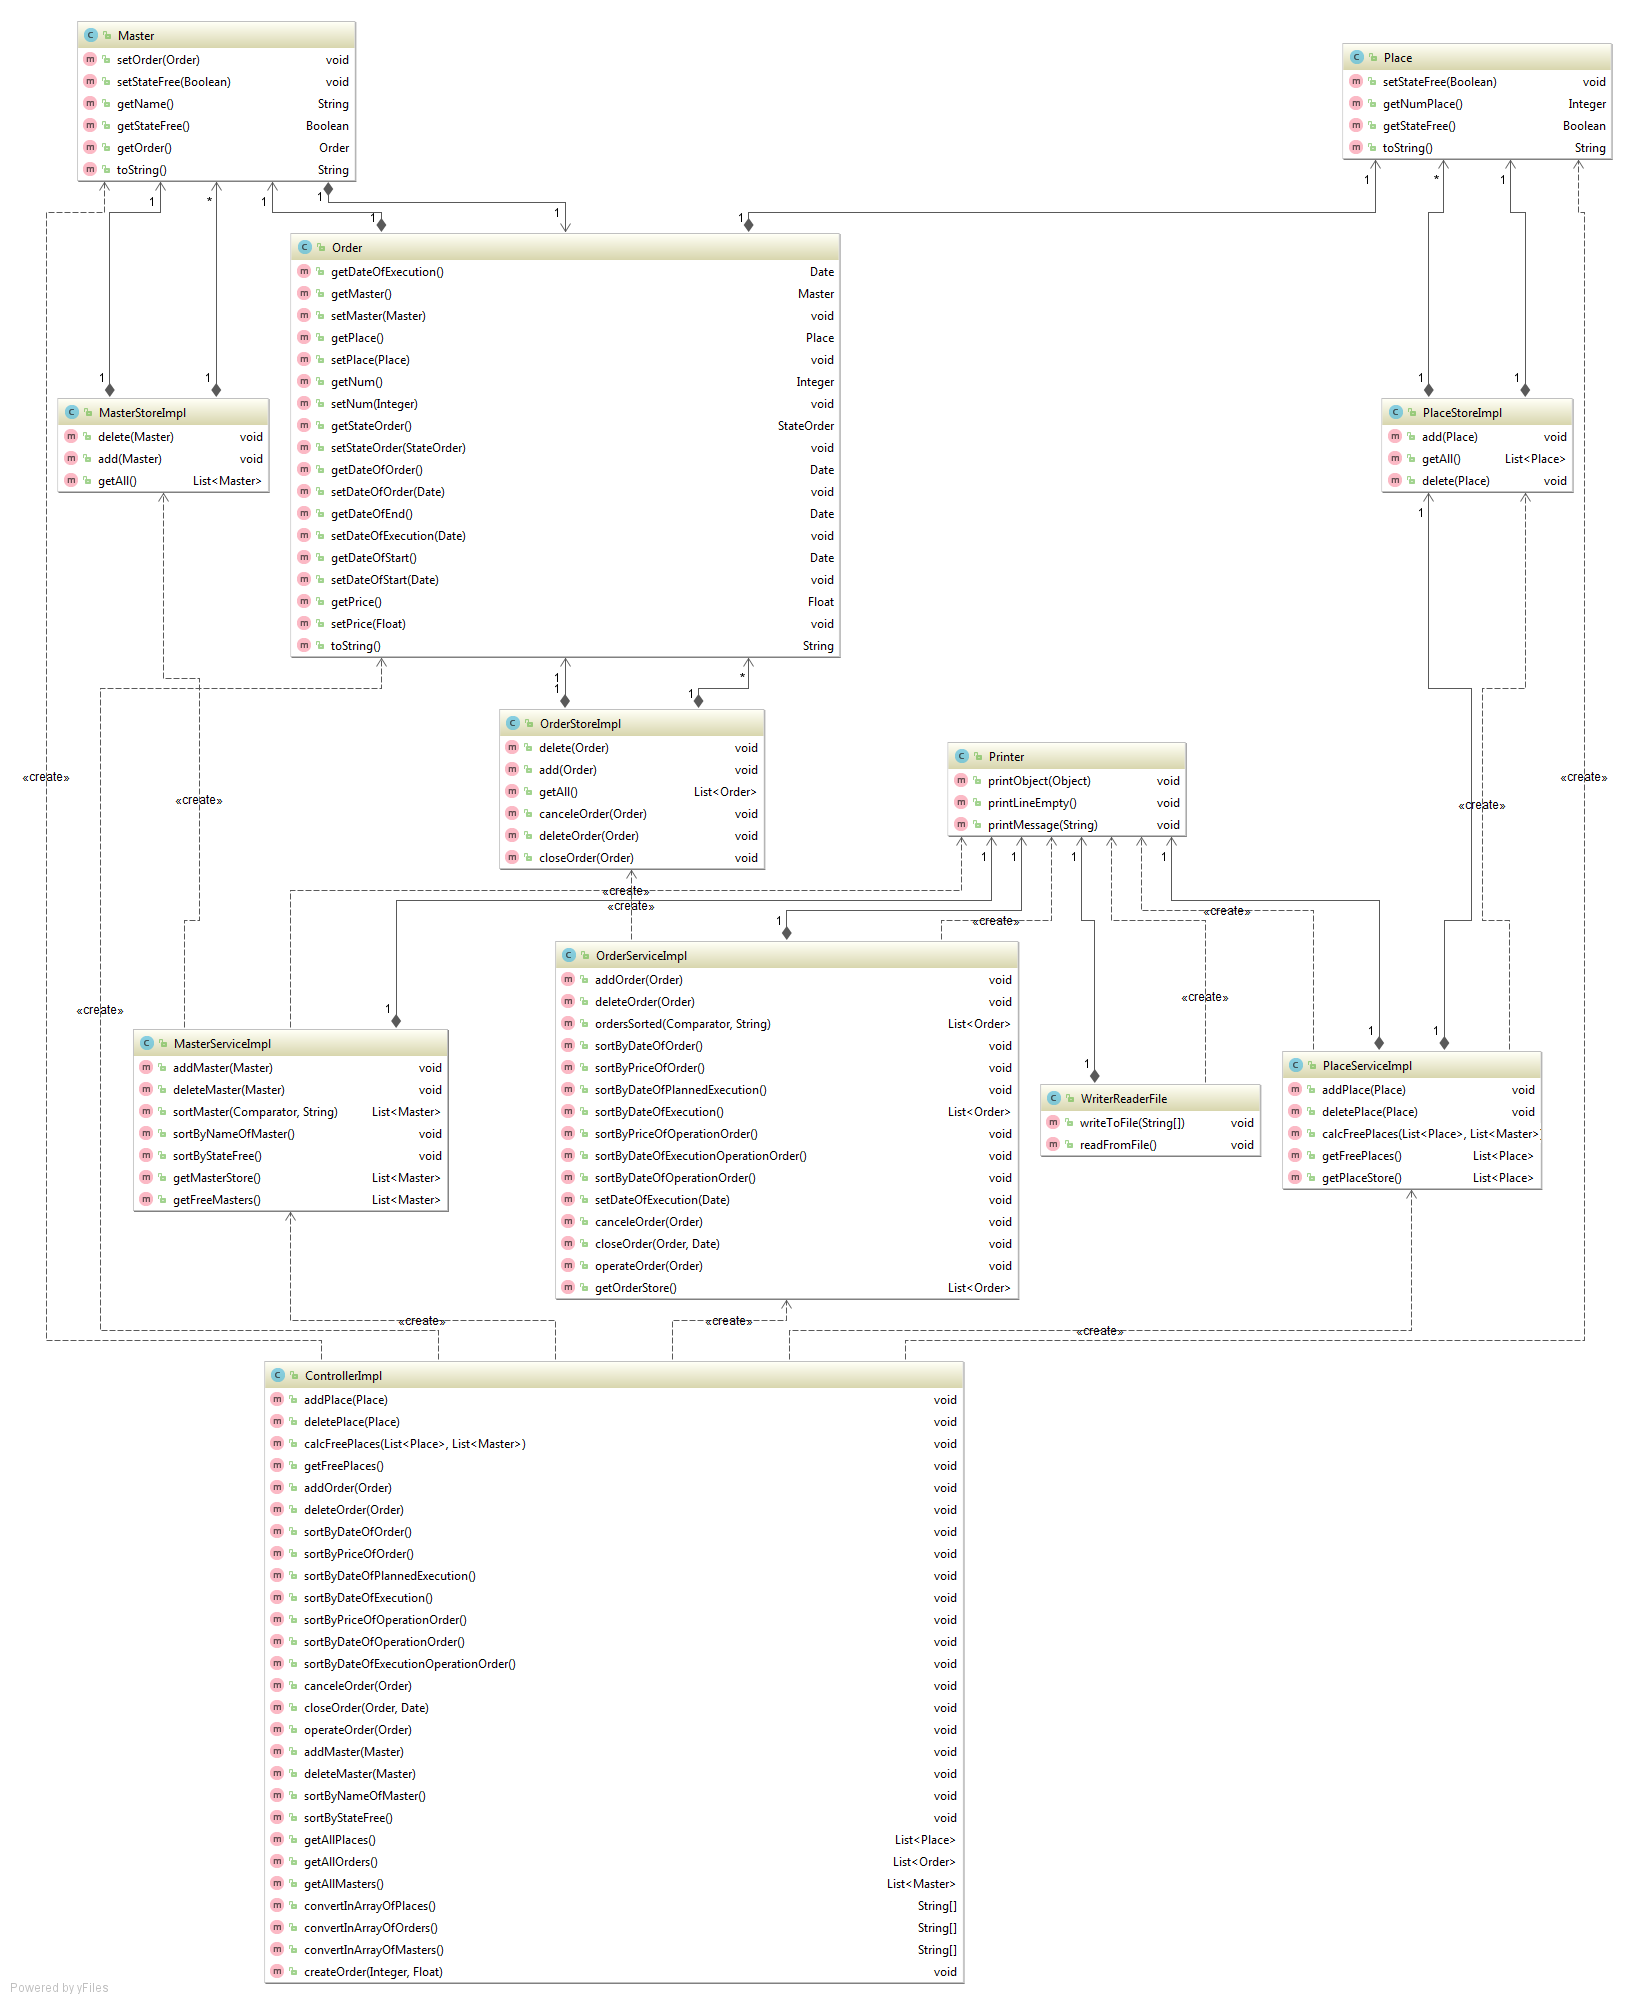 Master
setOrder(Order) void
setStateFree(Boolean) void
getName() String
getStateFree() Boolean
getOrder() Order
toString() String
Place
setStateFree(Boolean) void
getNumPlace() Integer
getStateFree() Boolean
toString() String
1 * 1 1 1 1 1 1 * 1
Order
getDateOfExecution() Date
getMaster() Master
setMaster(Master) void
getPlace() Place
setPlace(Place) void
getNum() Integer
setNum(Integer) void
getStateOrder() StateOrder
setStateOrder(StateOrder) void
getDateOfOrder() Date
setDateOfOrder(Date) void
getDateOfEnd() Date
setDateOfExecution(Date) void
getDateOfStart() Date
setDateOfStart(Date) void
getPrice() Float
setPrice(Float) void
toString() String
1 1
MasterStoreImpl
delete(Master) void
add(Master) void
getAll() List<Master>
1 1
PlaceStoreImpl
add(Place) void
getAll() List<Place>
delete(Place) void
1
1 *
1 1
OrderStoreImpl
delete(Order) void
add(Order) void
getAll() List<Order>
canceleOrder(Order) void
deleteOrder(Order) void
closeOrder(Order) void
Printer
printObject(Object) void
printLineEmpty() void
printMessage(String) void
«create»
«create»
«create»
«create»
1 1 1 1
«create»
«create»
«create»
«create»
1
«create»
«create»
1
1 1
1
MasterServiceImpl
addMaster(Master) void
deleteMaster(Master) void
sortMaster(Comparator, String) List<Master>
sortByNameOfMaster() void
sortByStateFree() void
getMasterStore() List<Master>
getFreeMasters() List<Master>
OrderServiceImpl
addOrder(Order) void
deleteOrder(Order) void
ordersSorted(Comparator, String) List<Order>
sortByDateOfOrder() void
sortByPriceOfOrder() void
sortByDateOfPlannedExecution() void
sortByDateOfExecution() List<Order>
sortByPriceOfOperationOrder() void
sortByDateOfExecutionOperationOrder() void
sortByDateOfOperationOrder() void
setDateOfExecution(Date) void
canceleOrder(Order) void
closeOrder(Order, Date) void
operateOrder(Order) void
getOrderStore() List<Order>
WriterReaderFile
writeToFile(String[]) void
readFromFile() void
PlaceServiceImpl
addPlace(Place) void
deletePlace(Place) void
calcFreePlaces(List<Place>, List<Master>
getFreePlaces() List<Place>
getPlaceStore() List<Place>
«create»
«create»
«create»
ControllerImpl
addPlace(Place) void
deletePlace(Place) void
calcFreePlaces(List<Place>, List<Master>) void
getFreePlaces() void
addOrder(Order) void
deleteOrder(Order) void
sortByDateOfOrder() void
sortByPriceOfOrder() void
sortByDateOfPlannedExecution() void
sortByDateOfExecution() void
sortByPriceOfOperationOrder() void
sortByDateOfOperationOrder() void
sortByDateOfExecutionOperationOrder() void
canceleOrder(Order) void
closeOrder(Order, Date) void
operateOrder(Order) void
addMaster(Master) void
deleteMaster(Master) void
sortByNameOfMaster() void
sortByStateFree() void
getAllPlaces() List<Place>
getAllOrders() List<Order>
getAllMasters() List<Master>
convertInArrayOfPlaces() String[]
convertInArrayOfOrders() String[]
convertInArrayOfMasters() String[]
createOrder(Integer, Float) void
Powered by yFiles